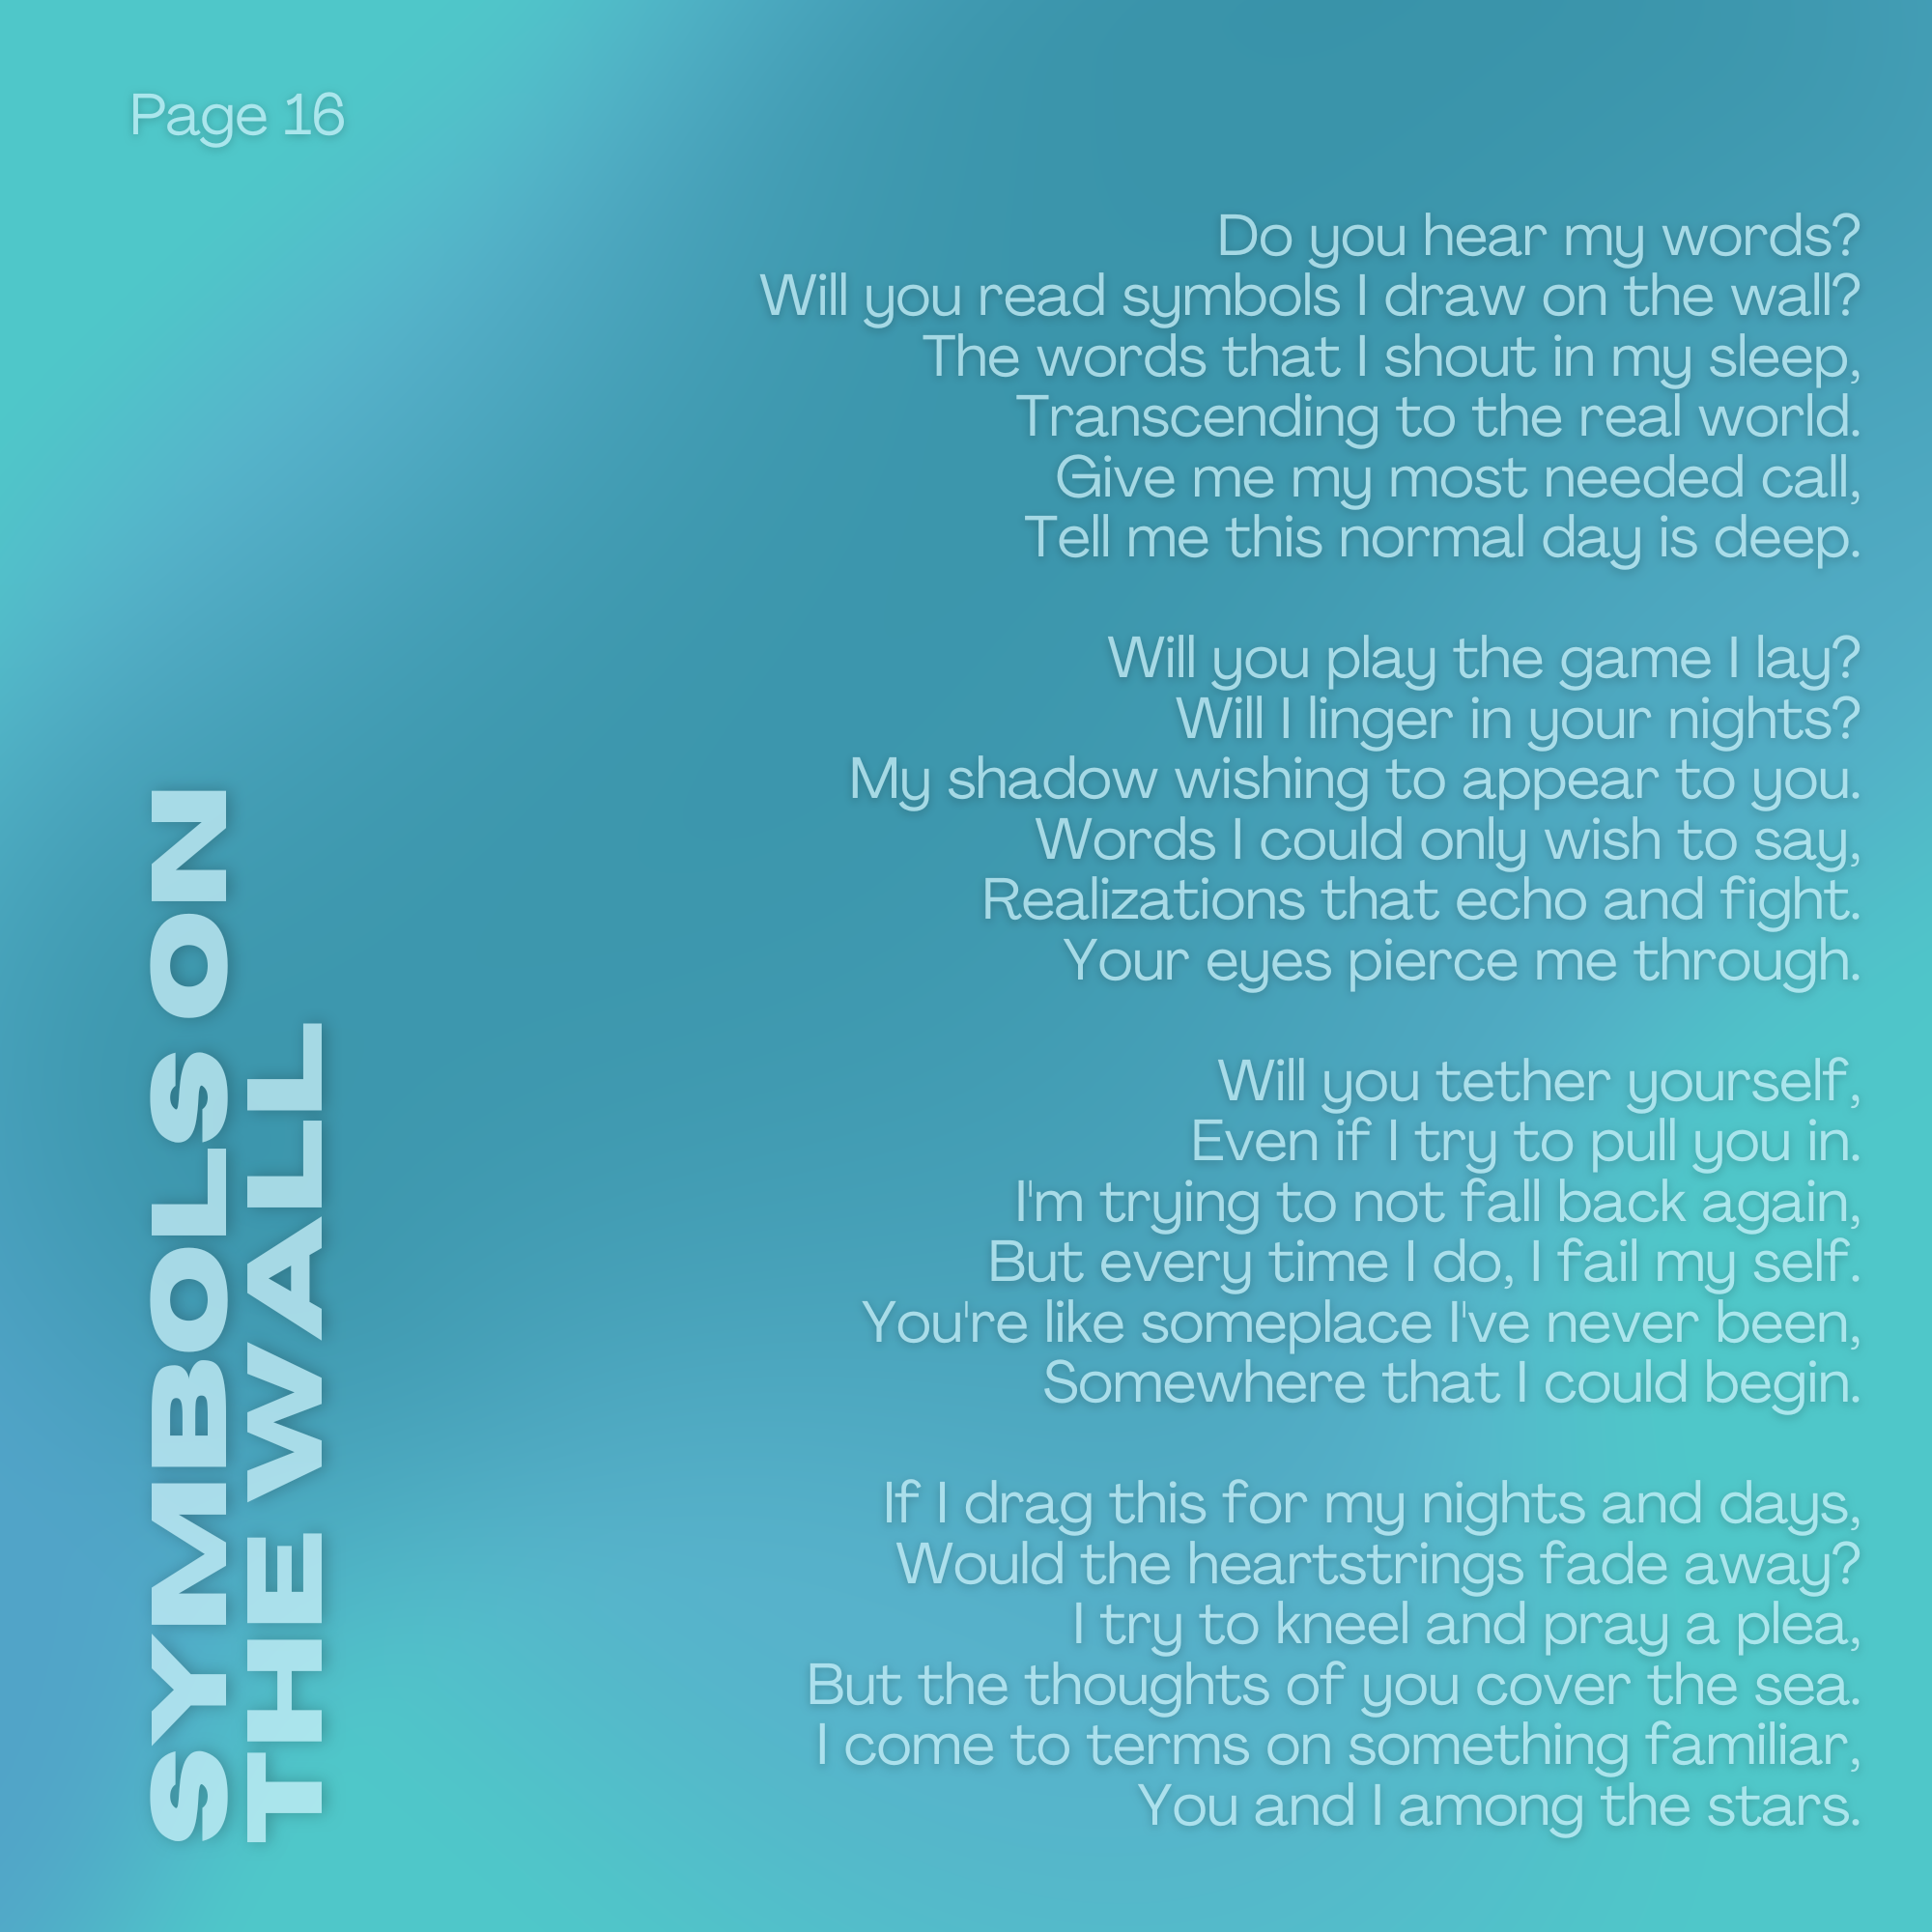 Page 16
SYMBOLS ON
THE WALL
Do you hear my words?
Will you read symbols I draw on the wall?
The words that I shout in my sleep,
Transcending to the real world.
Give me my most needed call,
Tell me this normal day is deep.
Will you play the game I lay?
Will I linger in your nights?
My shadow wishing to appear to you.
Words I could only wish to say,
Realizations that echo and fight.
Your eyes pierce me through.
Will you tether yourself,
Even if I try to pull you in.
I'm trying to not fall back again,
But every time I do, I fail my self.
You're like someplace I've never been,
Somewhere that I could begin.
If I drag this for my nights and days,
Would the heartstrings fade away?
I try to kneel and pray a plea,
But the thoughts of you cover the sea.
I come to terms on something familiar,
You and I among the stars.